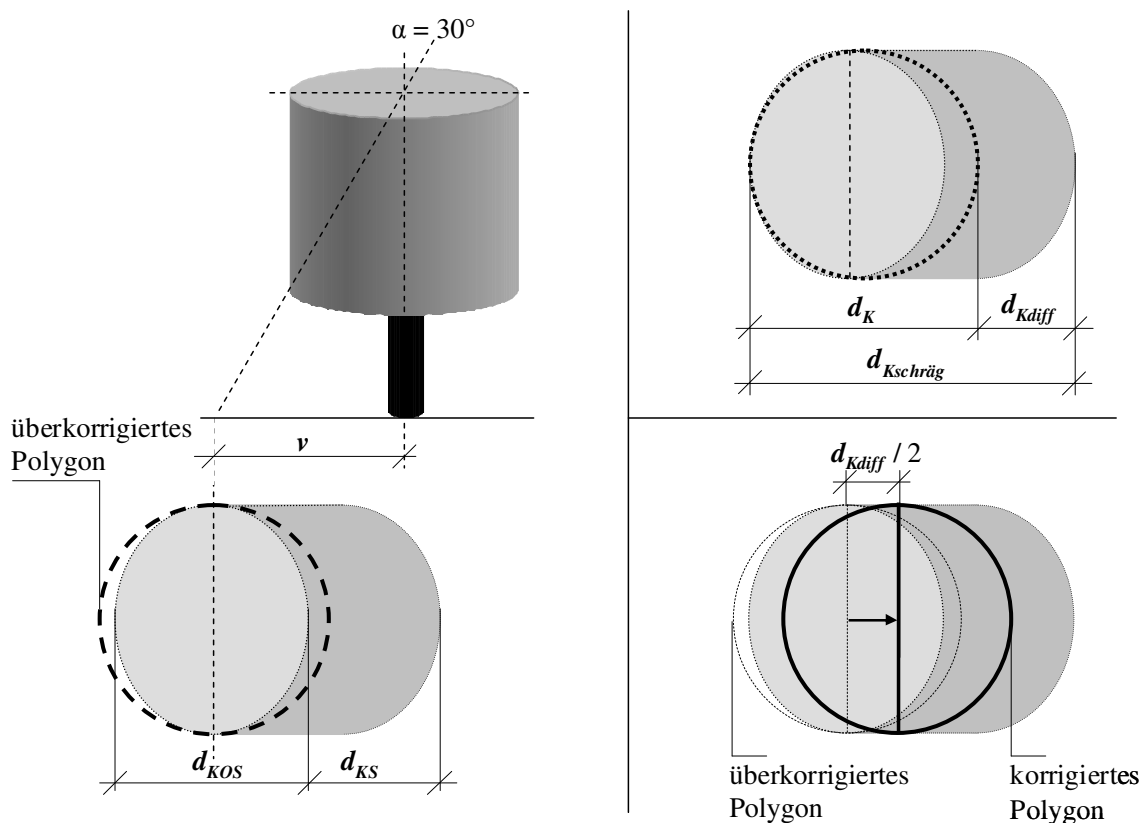 α = 30°
d_K
d_Kdiff
d_Kschräg
überkorrigiertes
Polygon
v
d_KOS
d_KS
d_Kdiff / 2
überkorrigiertes
Polygon
korrigiertes
Polygon